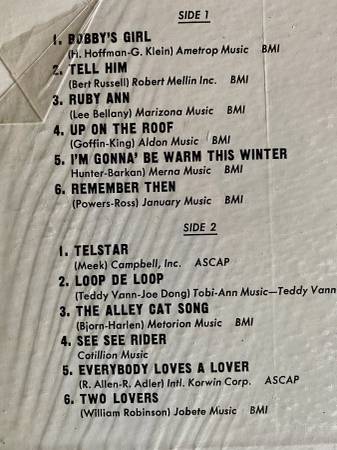 SIDE 1
1. BOBBY'S GIRL
(H. Hoffman-G. Klein) Ametrop Music BMI
2. TELL HIM
(Bert Russell) Robert Mellin Inc. BMI
3. RUBY ANN
(Lee Bellany) Marizona Music BMI
4. UP ON THE ROOF
(Goffin-King) Aldon Music BMI
5. I'M GONNA' BE WARM THIS WINTER
Hunter-Barkan) Merna Music BMI
6. REMEMBER THEN
(Powers-Ross) January Music BMI
SIDE 2
1. TELSTAR
(Meek) Campbell, Inc. ASCAP
2. LOOP DE LOOP
(Teddy Vann-Joe Dong) Tobi-Ann Music—Teddy Vann
3. THE ALLEY CAT SONG
(Bjorn-Harlen) Metorion Music BMI
4. SEE SEE RIDER
Cotillion Music
5. EVERYBODY LOVES A LOVER
(R. Allen-R. Adler) Intl. Korwin Corp. ASCAP
6. TWO LOVERS
(William Robinson) Jobete Music BMI